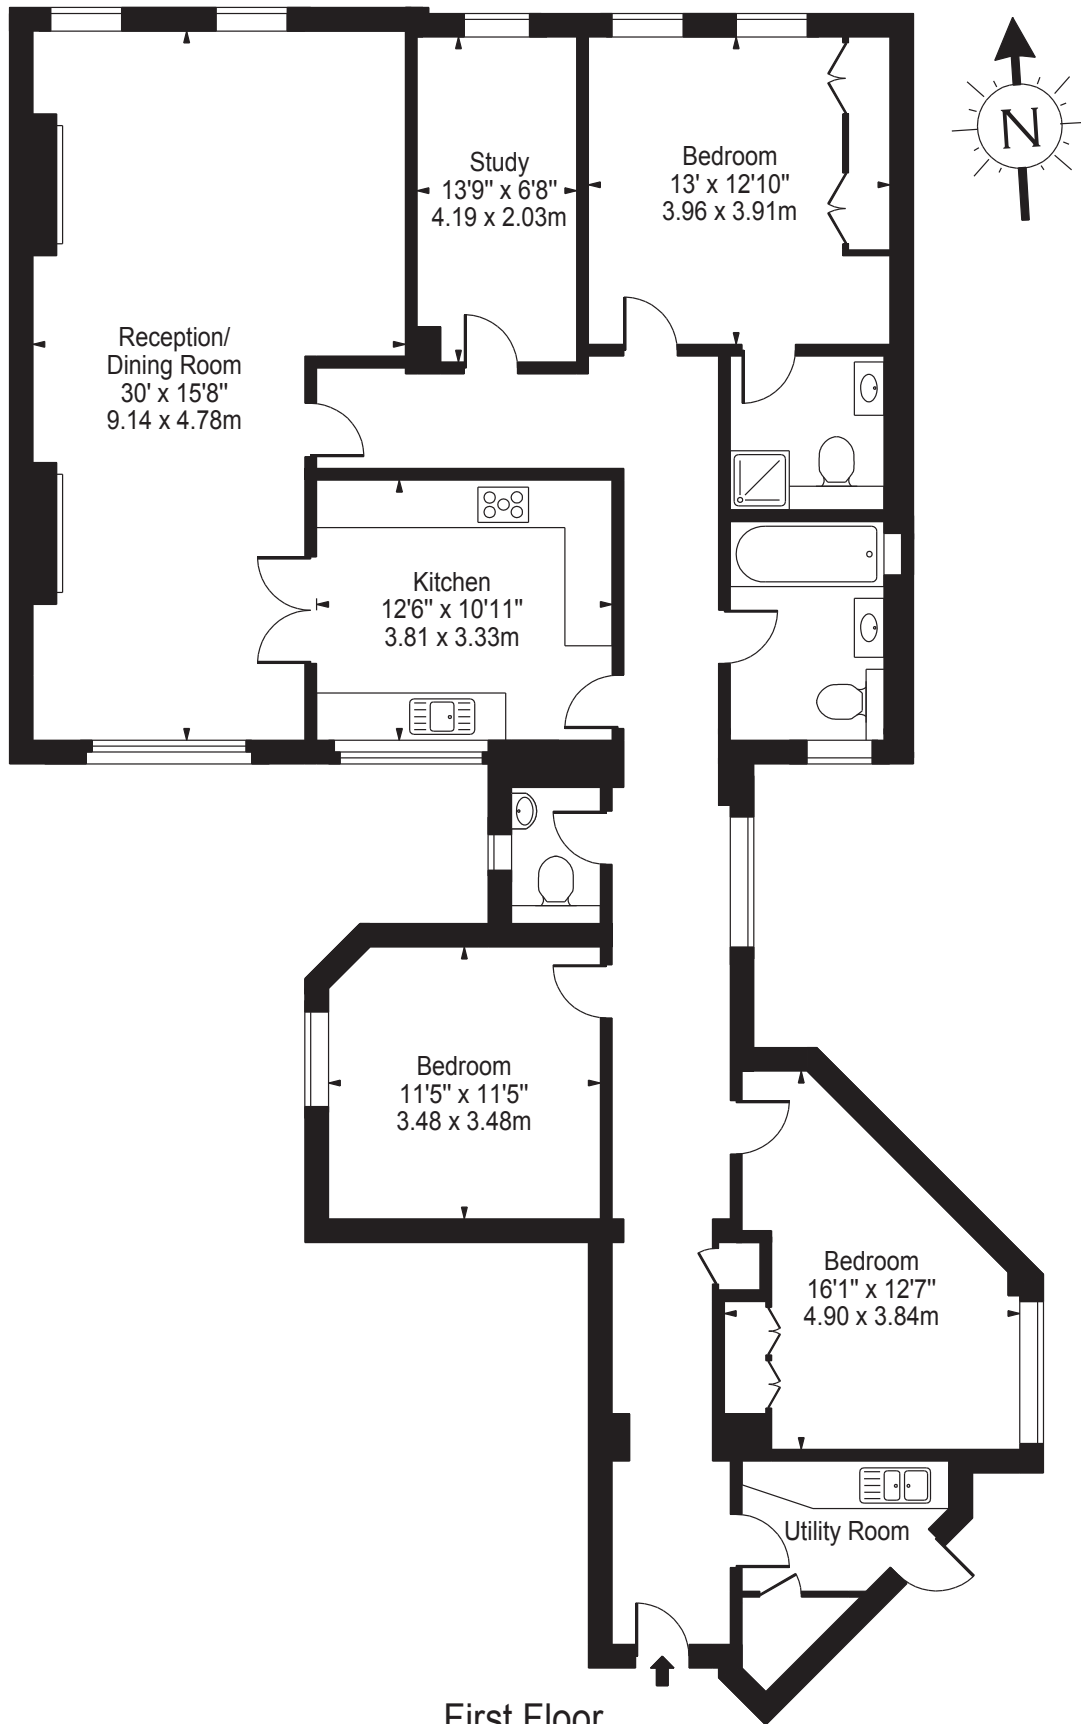 N
Study
13'9" x 6'8"
4.19 x 2.03m
Bedroom
13' x 12'10"
3.96 x 3.91m
Reception/
Dining Room
30' x 15'8"
9.14 x 4.78m
Kitchen
12'6" x 10'11"
3.81 x 3.33m
Bedroom
11'5" x 11'5"
3.48 x 3.48m
Bedroom
16'1" x 12'7"
4.90 x 3.84m
Utility Room
First Floor